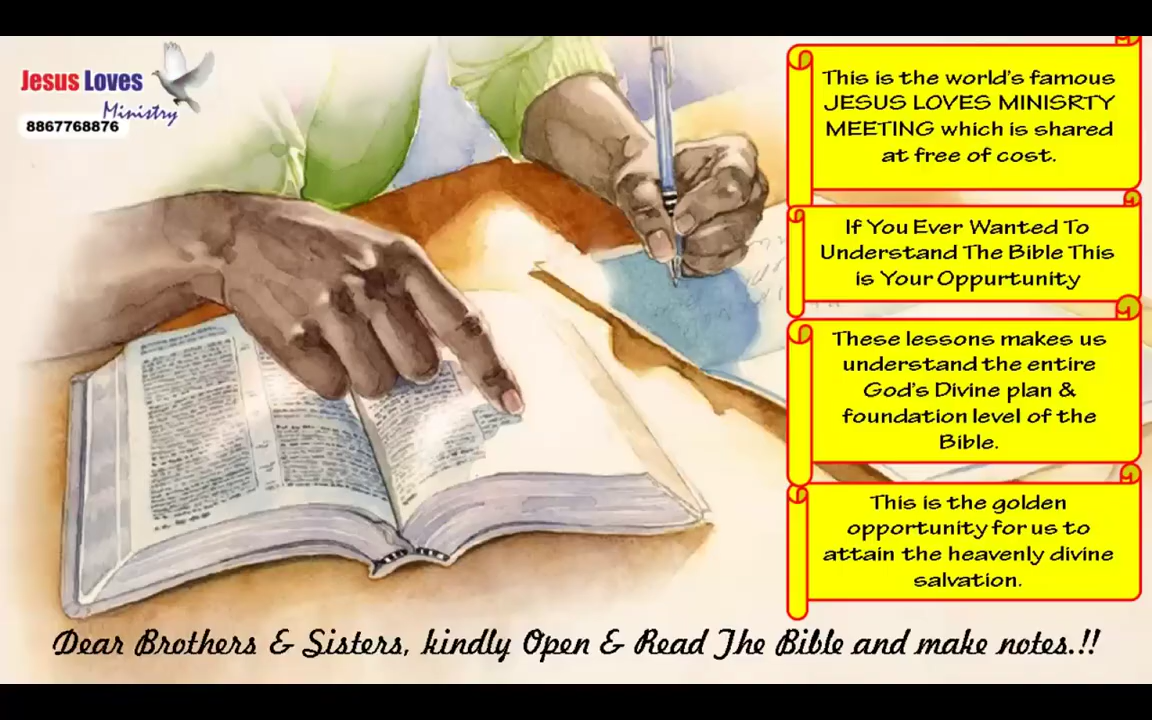 Jesus Loves
Ministry
8867768876
This is the world's famous
JESUS LOVES MINISRTY
MEETING which is shared
at free of cost.
If You Ever Wanted To
Understand The Bible This
is Your Oppurtunity
These lessons makes us
understand the entire
God's Divine plan &
foundation level of the
Bible.
This is the golden
opportunity for us to
attain the heavenly divine
salvation.
Dear Brothers & Sisters, kindly Open & Read The Bible and make notes.!!